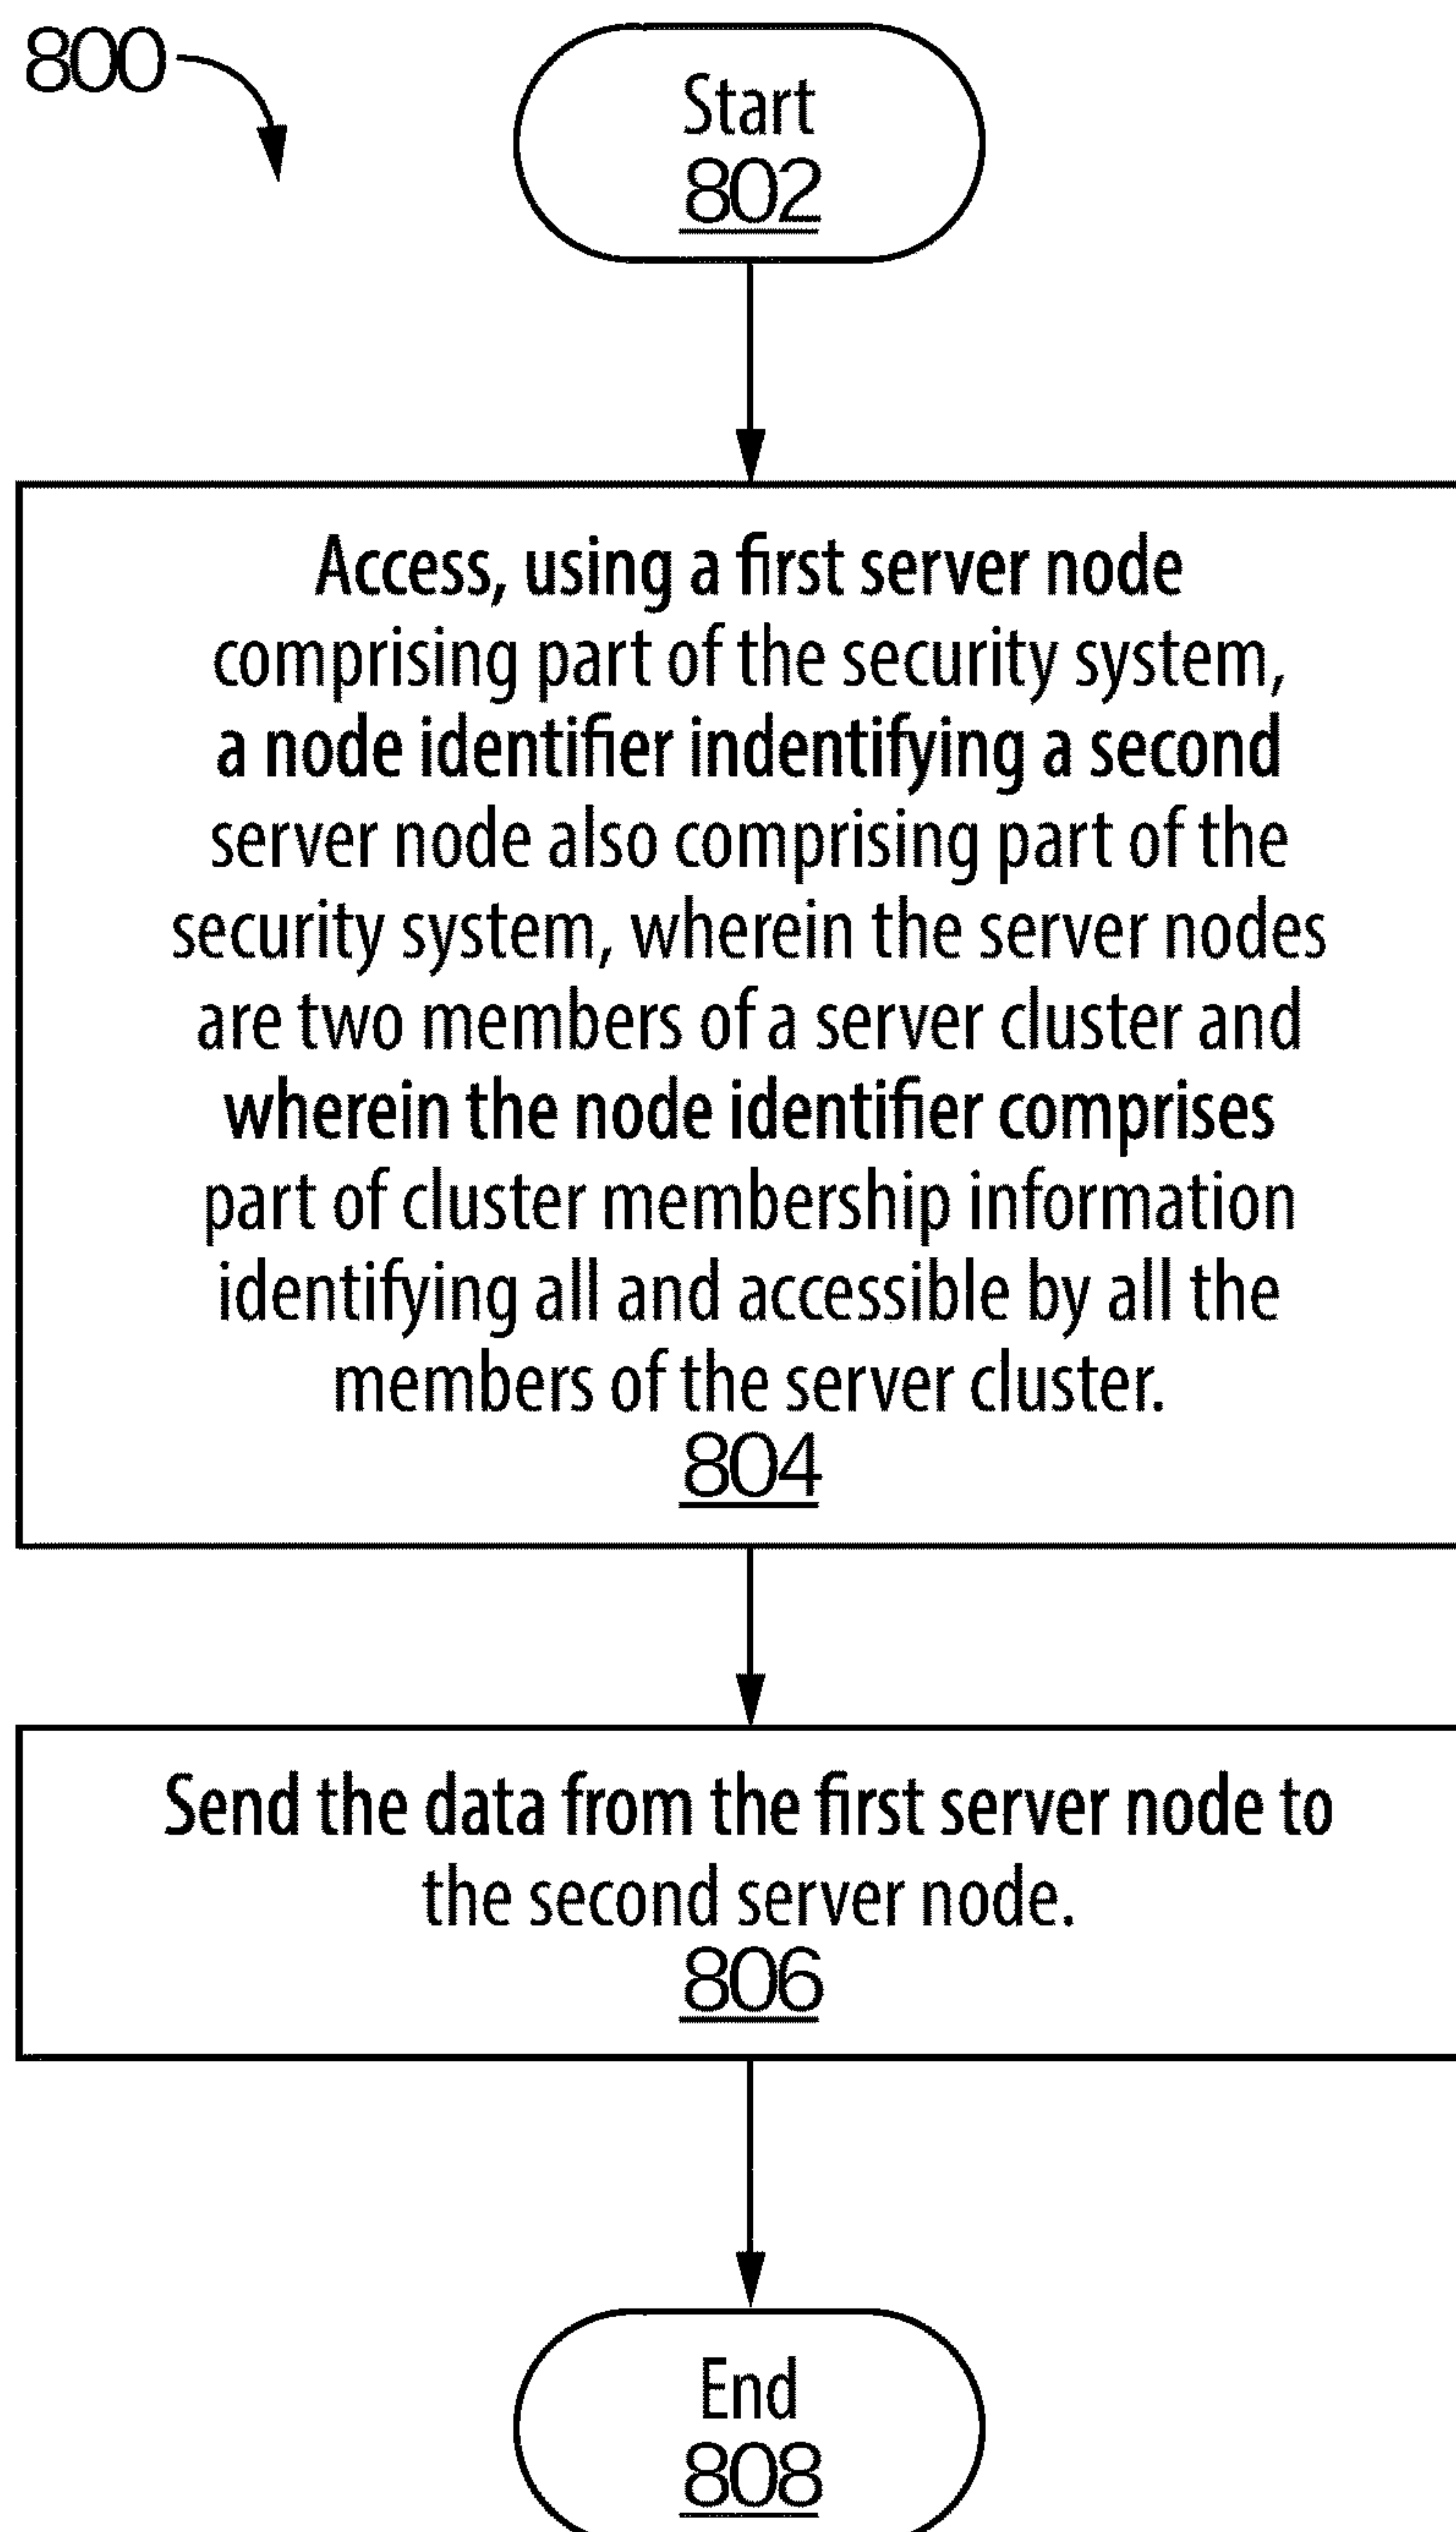 800
Start
802
Access, using a first server node
comprising part of the security system,
a node identifier indentifying a second
server node also comprising part of the
security system, wherein the server nodes
are two members of a server cluster and
wherein the node identifier comprises
part of cluster membership information
identifying all and accessible by all the
members of the server cluster.
804
Send the data from the first server node to
the second server node.
806
End
808